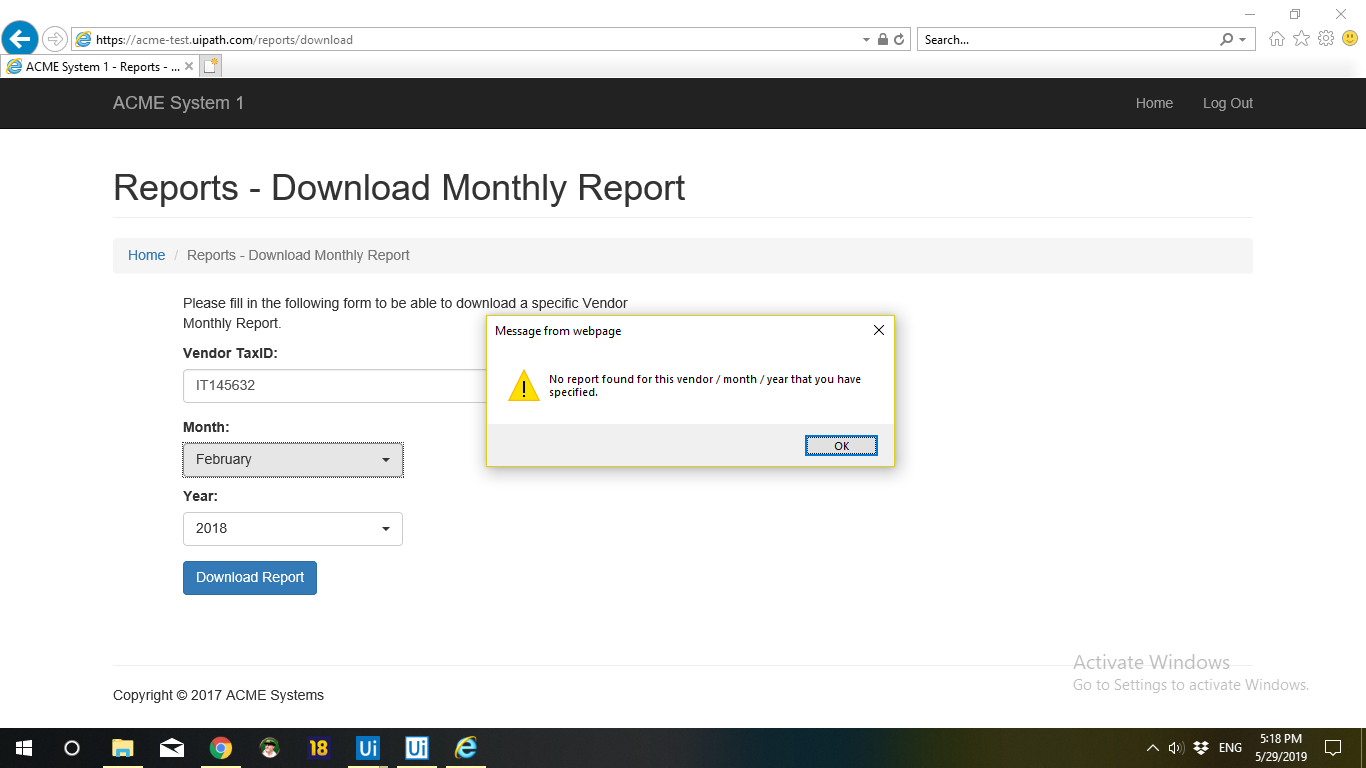 https://acme-test.uipath.com/reports/download
Search...
ACME System 1 - Reports - ...
ACME System 1
Home
Log Out
Reports - Download Monthly Report
Home / Reports - Download Monthly Report
Please fill in the following form to be able to download a specific Vendor
Monthly Report.
Vendor TaxID:
IT145632
Message from webpage
No report found for this vendor / month / year that you have
specified.
OK
Month:
February
Year:
2018
Download Report
Activate Windows
Go to Settings to activate Windows.
Copyright © 2017 ACME Systems
18
Ui
Ui
ENG
5:18 PM
5/29/2019